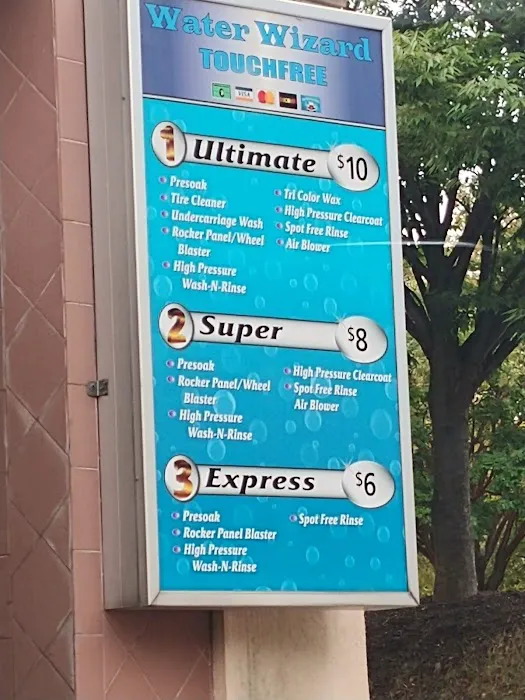 Water Wizard
TOUCHFREE
VISA
1 Ultimate $10
Presoak
Tire Cleaner
Undercarriage Wash
Rocker Panel/Wheel
Blaster
High Pressure
Wash-N-Rinse
Tri Color Wax
High Pressure Clearcoat
Spot Free Rinse
Air Blower
2 Super $8
Presoak
Rocker Panel/Wheel
Blaster
High Pressure
Wash-N-Rinse
High Pressure Clearcoat
Spot Free Rinse
Air Blower
3 Express $6
Presoak
Rocker Panel Blaster
High Pressure
Wash-N-Rinse
Spot Free Rinse